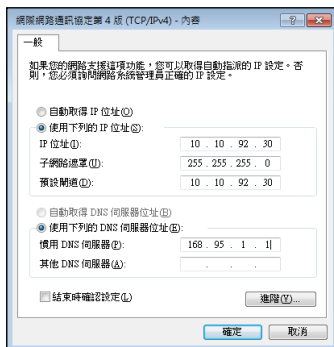 網際網路通訊協定第 4 版 (TCP/IPv4) - 內容
一般
如果您的網路支援這項功能，您可以取得自動指派的 IP 設定。否
則，您必須詢問網路系統管理員正確的 IP 設定。
自動取得 IP 位址(O)
使用下列的 IP 位址(S):
IP 位址(I): 10 . 10 . 92 . 30
子網路遮罩(U): 255 . 255 . 255 . 0
預設閘道(D): 10 . 10 . 92 . 30
自動取得 DNS 伺服器位址(B)
使用下列的 DNS 伺服器位址(E):
慣用 DNS 伺服器(P): 168 . 95 . 1 . 1
其他 DNS 伺服器(A): . . .
結束時確認設定(L)
進階(V)...
確定 取消